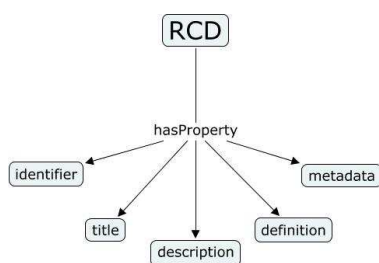 RCD
hasProperty
identifier
metadata
title
definition
description